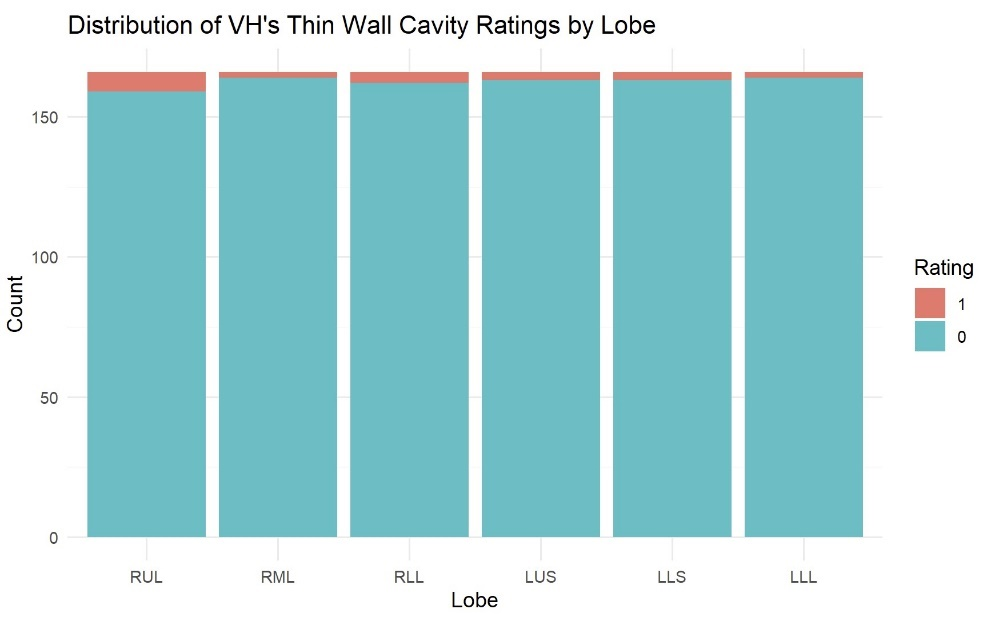 Distribution of VH's Thin Wall Cavity Ratings by Lobe
Count
150
100
50
0
RUL RML RLL LUS LLS LLL
Lobe
Rating
1
0